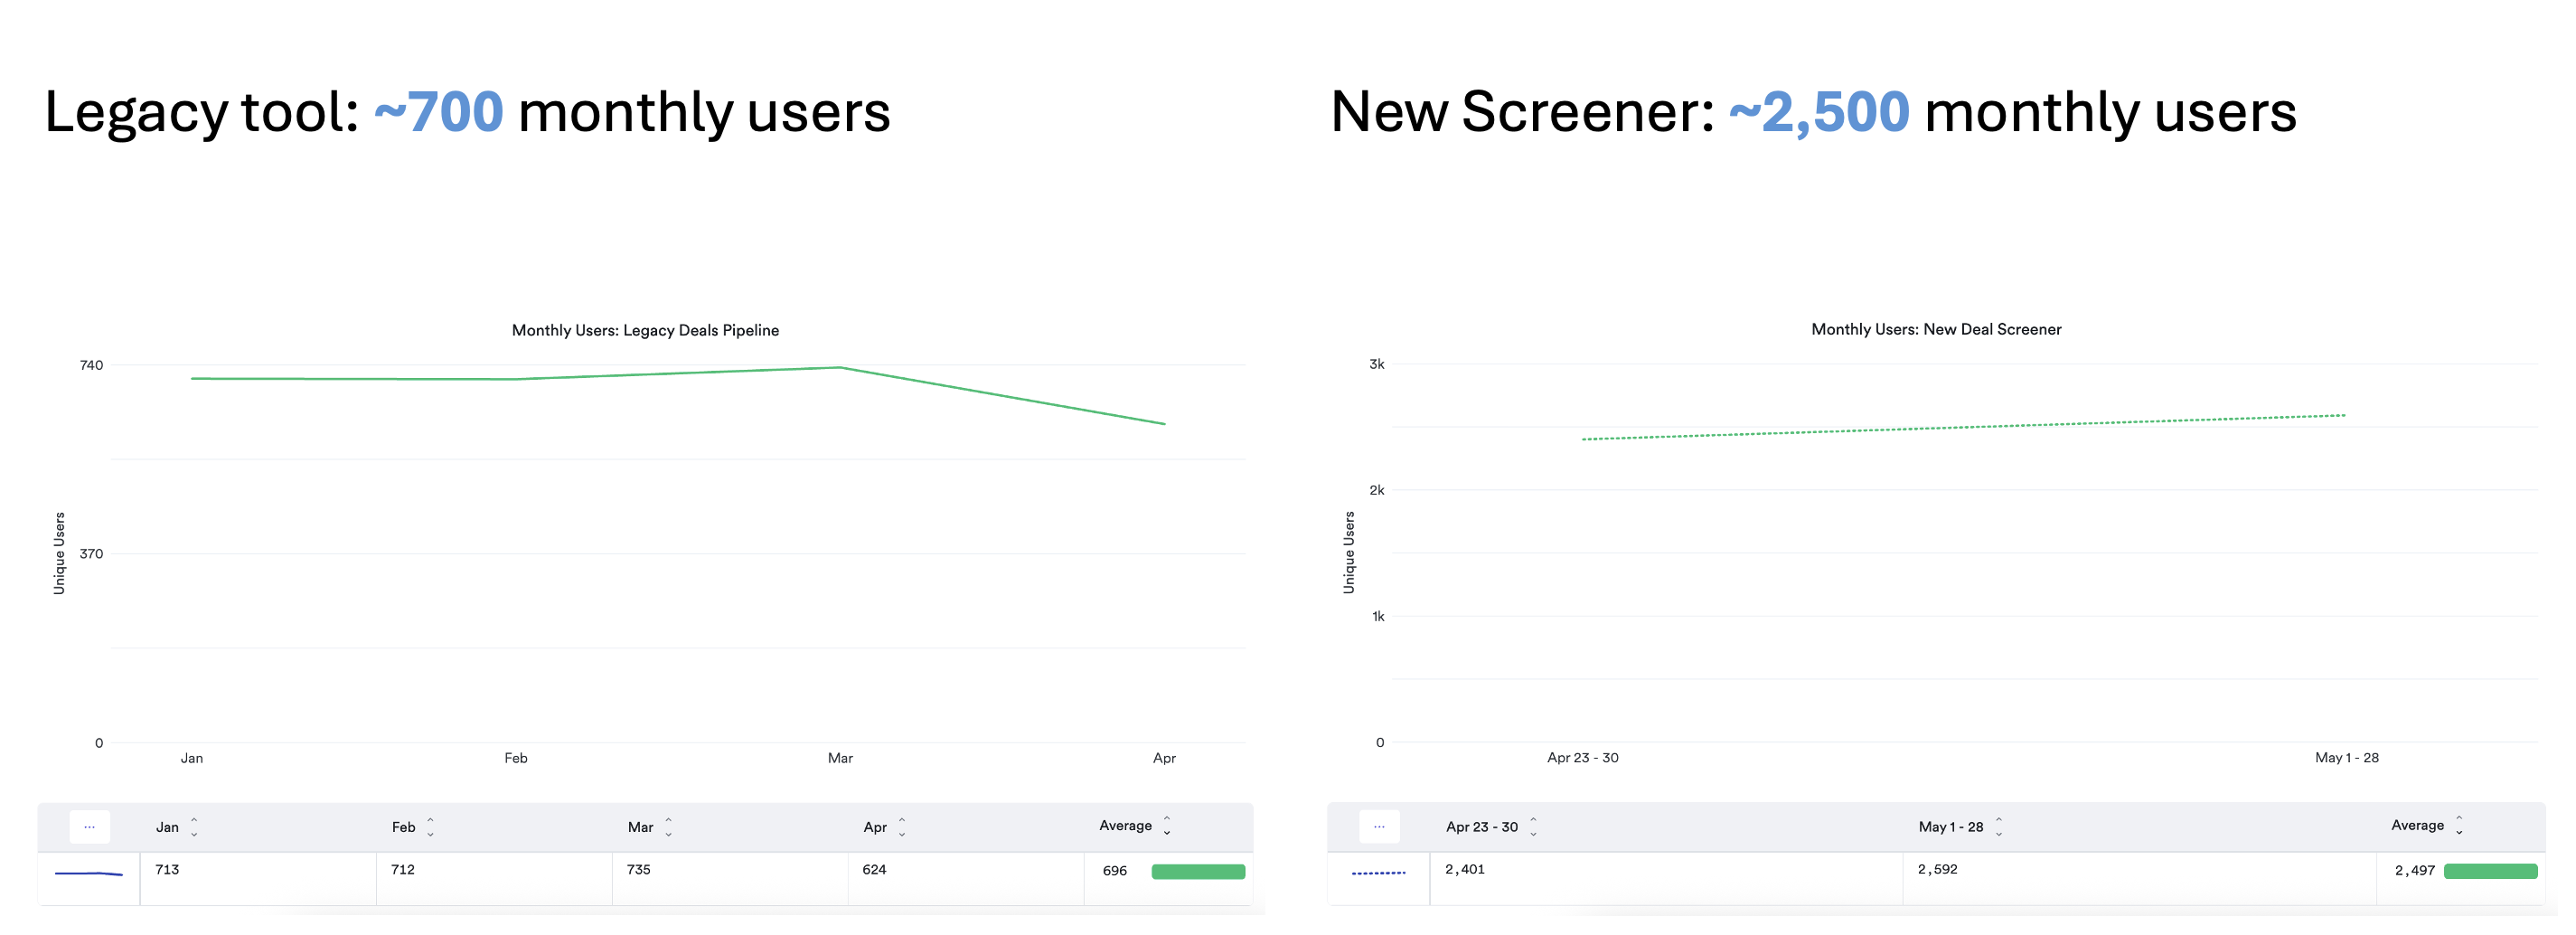 Legacy tool: ~700 monthly users
Monthly Users: Legacy Deals Pipeline
740
370
0
Unique Users
Jan Feb Mar Apr
... Jan Feb Mar Apr Average
713 712 735 624 696
New Screener: ~2,500 monthly users
Monthly Users: New Deal Screener
3k
2k
1k
0
Unique Users
Apr 23 - 30 May 1 - 28
... Apr 23 - 30 May 1 - 28 Average
2,401 2,592 2,497